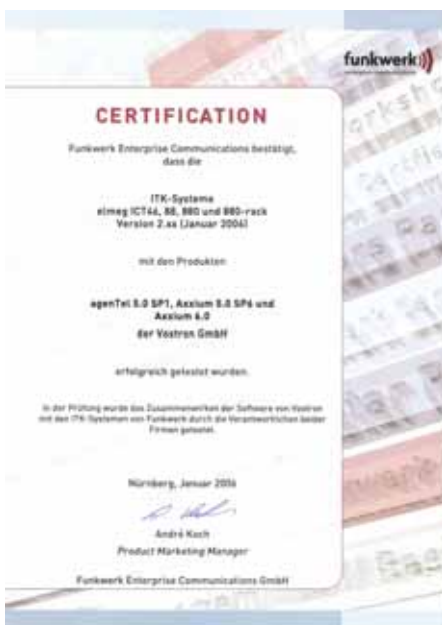 funkwerk
CERTIFICATION
Funkwerk Enterprise Communications bestätigt,
dass die
ITK-Systeme
elmeg ICT46, 88, 880 und 880-rack
Version 2.xx (Januar 2006)
mit den Produkten
agenTel 5.0 SP1, Axxium 5.0 SP6 und
Axxium 6.0
der Vostron GmbH
erfolgreich getestet wurden.
In der Prüfung wurde das Zusammenwirken der Software von Vostron
mit den ITK-Systemen von Funkwerk durch die Verantwortlichen beider
Firmen getestet.
Nürnberg, Januar 2006
André Koch
Product Marketing Manager
Funkwerk Enterprise Communications GmbH